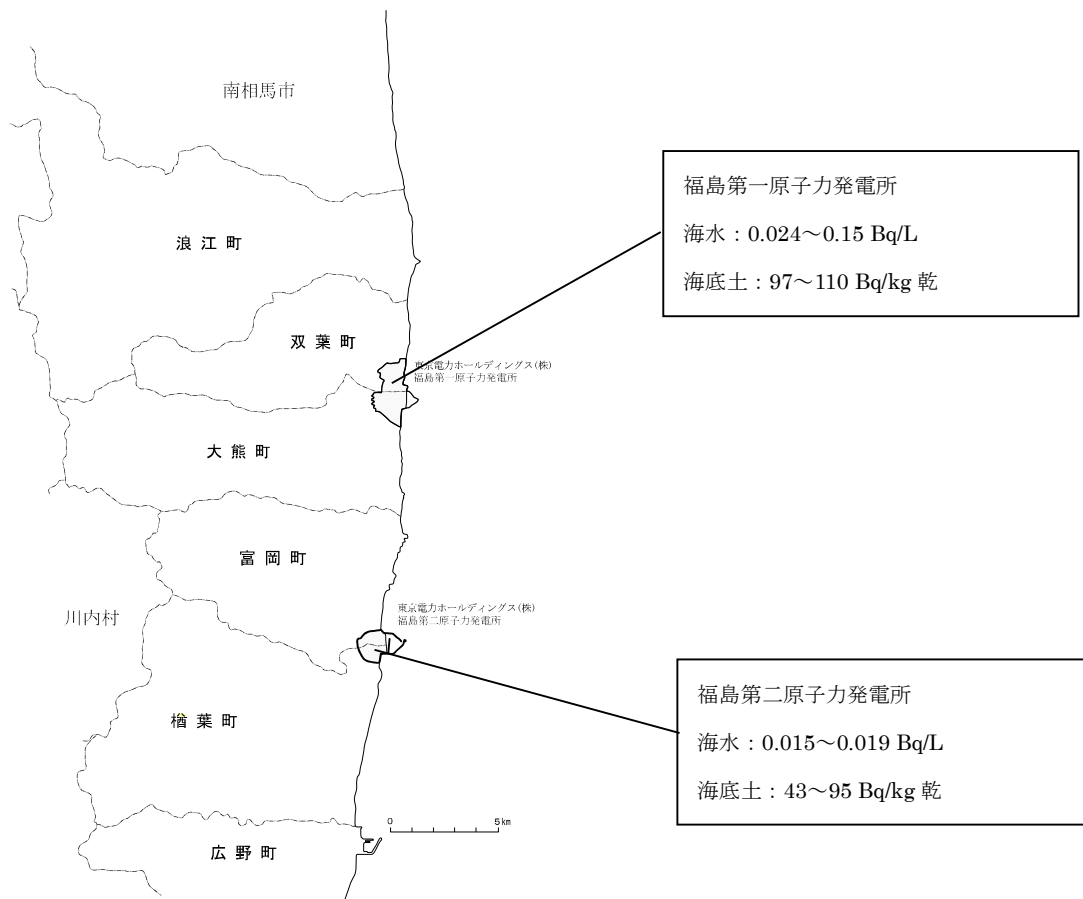 南相馬市
福島第一原子力発電所
海水:0.024~0.15 Bq/L
海底土:97~110 Bq/kg 乾
浪江町
双葉町
東京電力ホールディングス(株)
福島第一原子力発電所
大熊町
富岡町
川内村
東京電力ホールディングス(株)
福島第二原子力発電所
福島第二原子力発電所
海水:0.015~0.019 Bq/L
海底土:43~95 Bq/kg 乾
楢葉町
0 5km
広野町